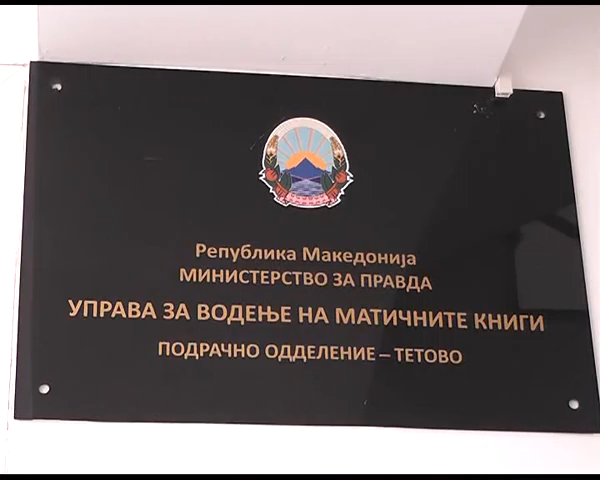 Република Македонија
МИНИСТЕРСТВО ЗА ПРАВДА
УПРАВА ЗА ВОДЕЊЕ НА МАТИЧНИТЕ КНИГИ
ПОДРАЧНО ОДДЕЛЕНИЕ – ТЕТОВО